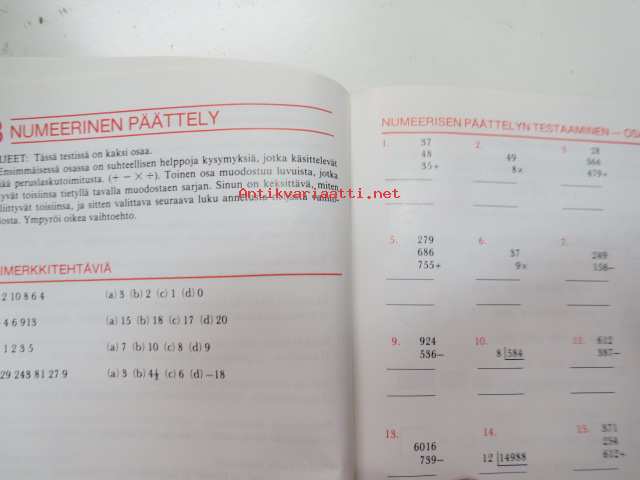 NUMEERINEN PÄÄTTELY
JEET: Tässä testissä on kaksi osaa.
Ensimmäisessä osassa on suhteellisen helppoja kysymyksiä, jotka käsittelevät
ää peruslaskutoimitusta. (+ − × ÷). Toinen osa muodostuu luvuista, jotka
tyvät toisiinsa tietyllä tavalla muodostaen sarjan. Sinun on keksittävä, miten
liittyvät toisiinsa, ja sitten valittava seuraava luku
osta. Ympyröi oikea vaihtoehto.
Antikvariaatti.net
IMERKKITEHTÄVIÄ
2 10 8 6 4 (a) 3 (b) 2 (c) 1 (d) 0
4 6 9 13 (a) 15 (b) 18 (c) 17 (d) 20
1 2 3 5 (a) 7 (b) 10 (c) 8 (d) 9
29 243 81 27 9 (a) 3 (b) 4½ (c) 6 (d) −18
NUMEERISEN PÄÄTTELYN TESTAAMINEN — OSA
1. 37 2. 3. 28
48 49 564
35+ 8× 479+
5. 279 6. 7.
686 37 249
755+ 9× 158−
9. 924 10. 11. 612
536− 8 584 387−
13. 14. 15. 371
6016 254
739− 12 14988 612+